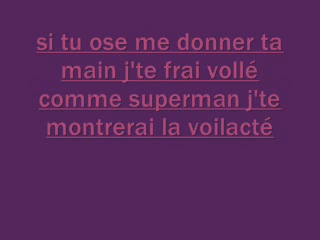 si tu ose me donner ta
main j'te frai vollé
comme superman j'te
montrerai la voilacté